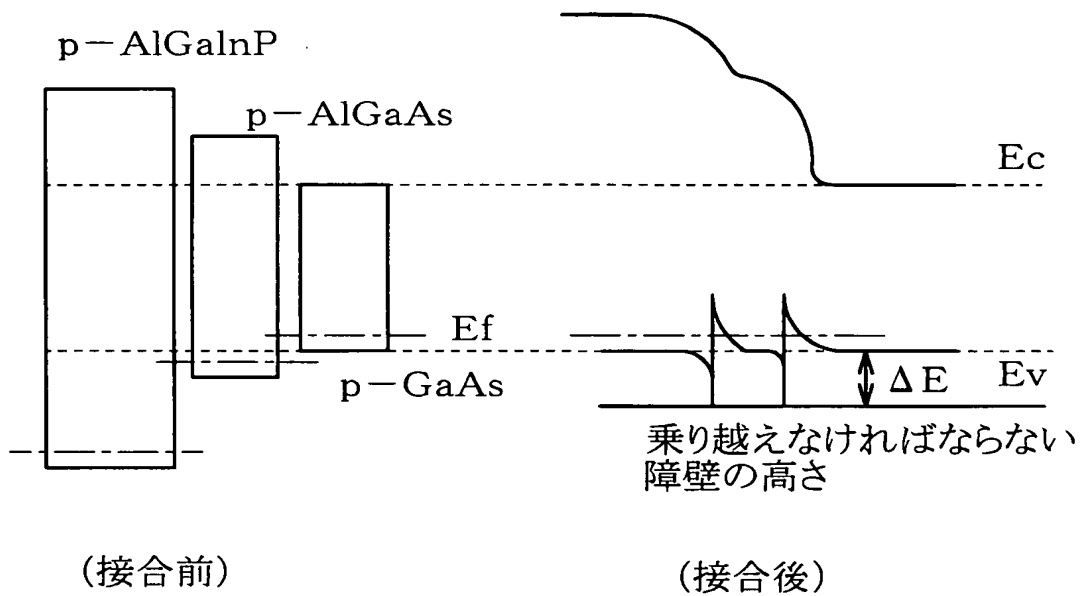 p－AlGaInP
p－AlGaAs
Ec
Ef
p－GaAs
ΔE
Ev
乗り越えなければならない
障壁の高さ
(接合前)
(接合後)